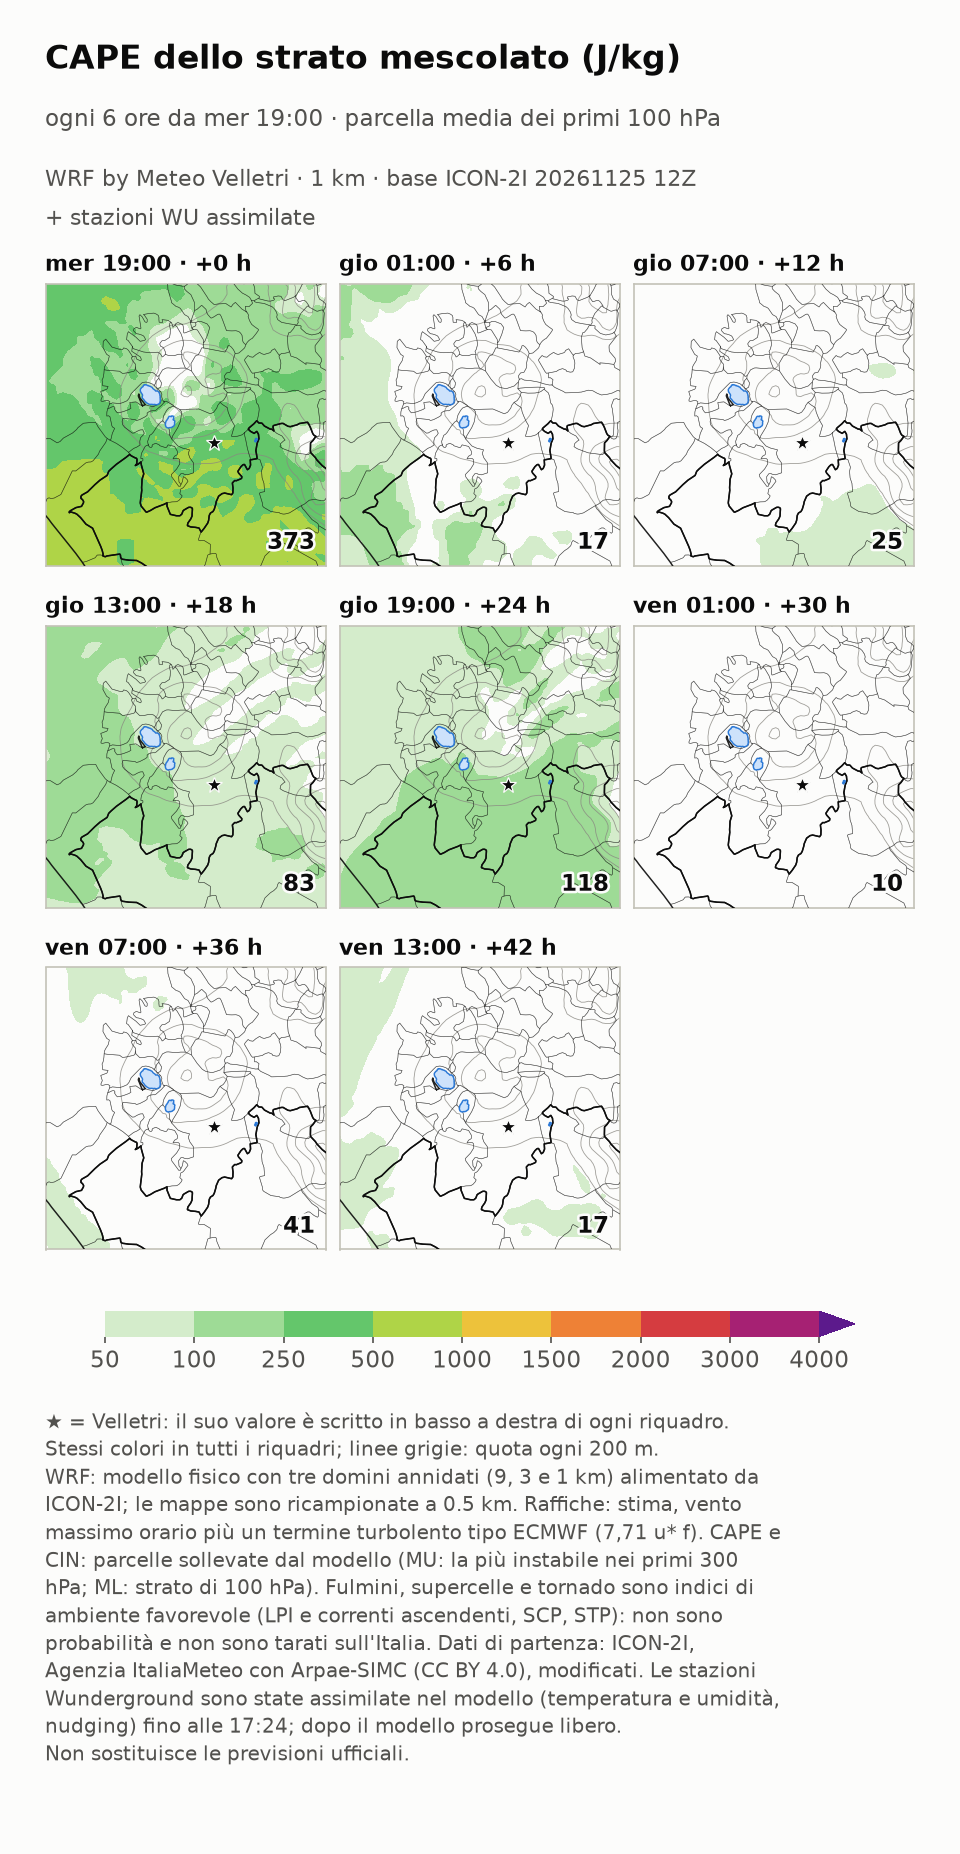 CAPE dello strato mescolato (J/kg)
ogni 6 ore da mer 19:00 · parcella media dei primi 100 hPa
WRF by Meteo Velletri · 1 km · base ICON-2I 20261125 12Z
+ stazioni WU assimilate
mer 19:00 · +0 h
gio 01:00 · +6 h
gio 07:00 · +12 h
373
17
25
gio 13:00 · +18 h
gio 19:00 · +24 h
ven 01:00 · +30 h
83
118
10
ven 07:00 · +36 h
ven 13:00 · +42 h
41
17
50 100 250 500 1000 1500 2000 3000 4000
★ = Velletri: il suo valore è scritto in basso a destra di ogni riquadro.
Stessi colori in tutti i riquadri; linee grigie: quota ogni 200 m.
WRF: modello fisico con tre domini annidati (9, 3 e 1 km) alimentato da
ICON-2I; le mappe sono ricampionate a 0.5 km. Raffiche: stima, vento
massimo orario più un termine turbolento tipo ECMWF (7,71 u* f). CAPE e
CIN: parcelle sollevate dal modello (MU: la più instabile nei primi 300
hPa; ML: strato di 100 hPa). Fulmini, supercelle e tornado sono indici di
ambiente favorevole (LPI e correnti ascendenti, SCP, STP): non sono
probabilità e non sono tarati sull'Italia. Dati di partenza: ICON-2I,
Agenzia ItaliaMeteo con Arpae-SIMC (CC BY 4.0), modificati. Le stazioni
Wunderground sono state assimilate nel modello (temperatura e umidità,
nudging) fino alle 17:24; dopo il modello prosegue libero.
Non sostituisce le previsioni ufficiali.